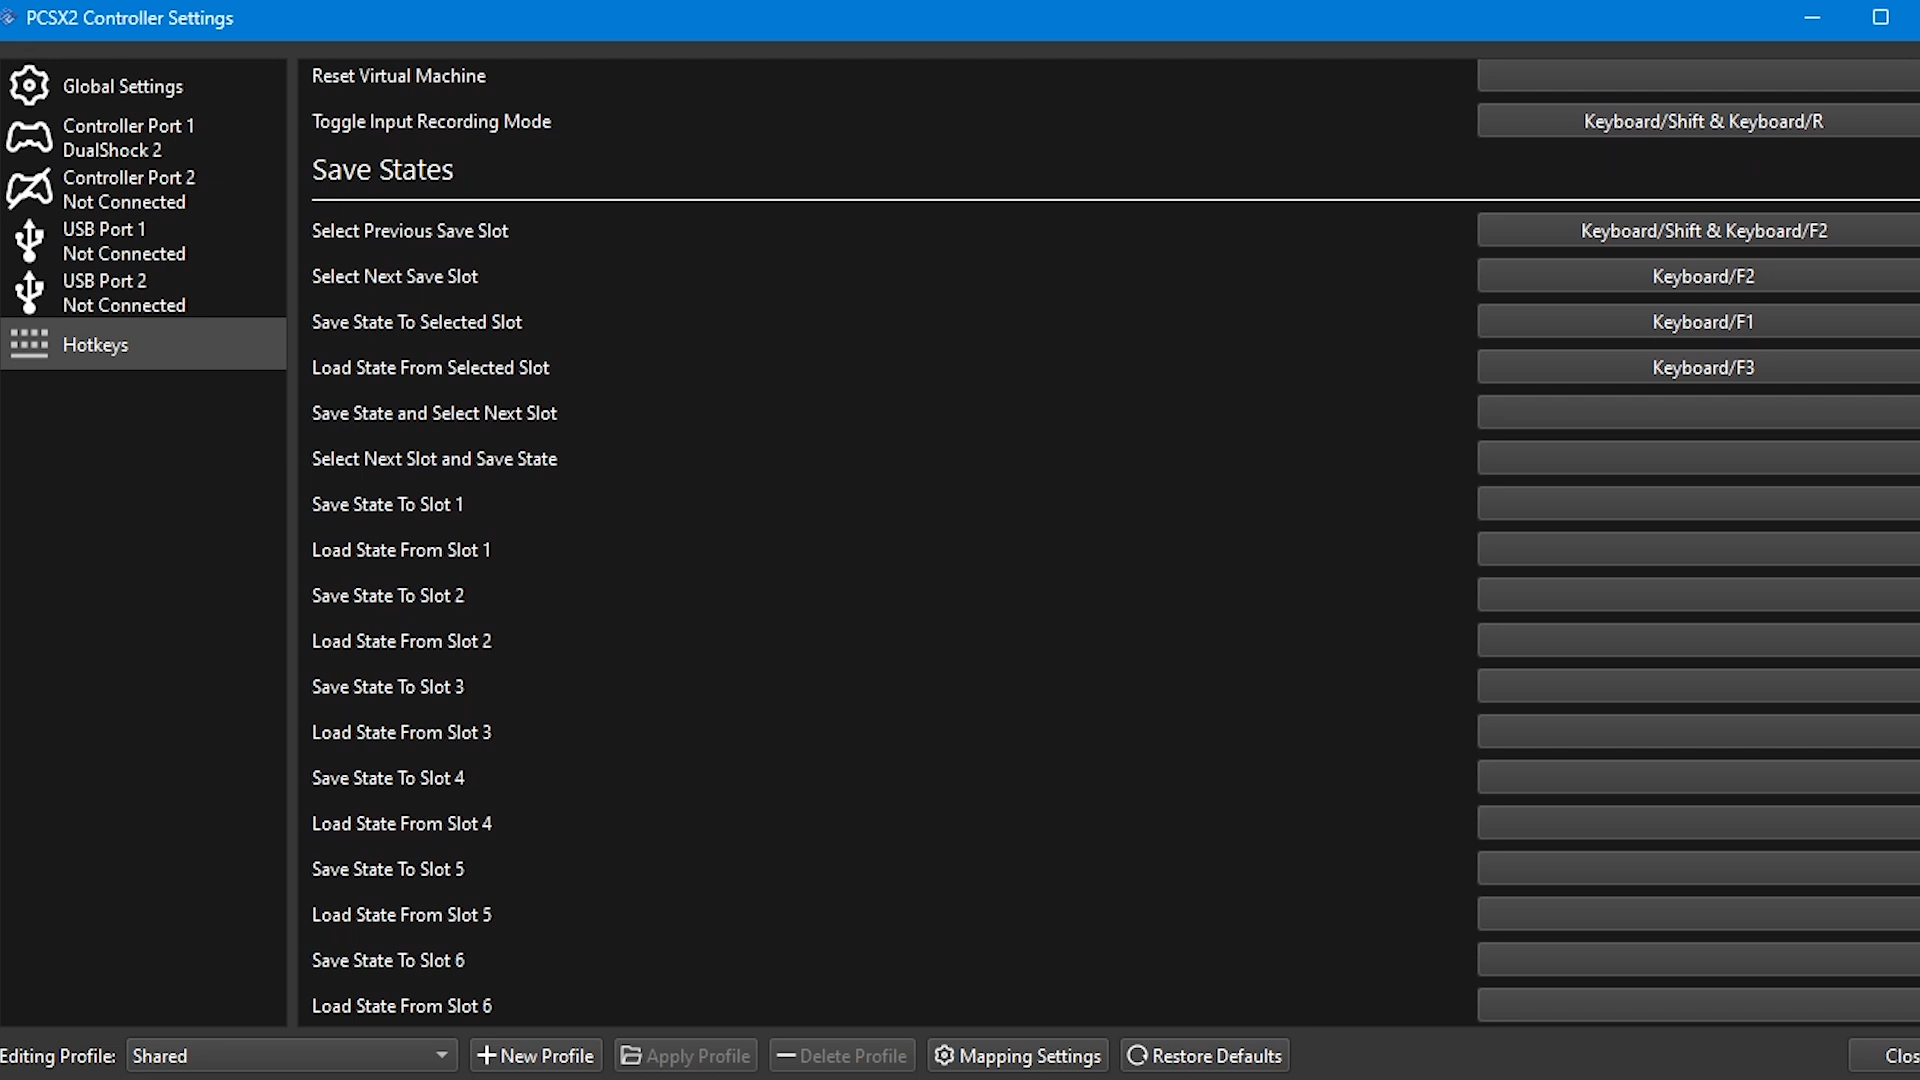 PCSX2 Controller Settings
Global Settings
Controller Port 1
DualShock 2
Controller Port 2
Not Connected
USB Port 1
Not Connected
USB Port 2
Not Connected
Hotkeys
Reset Virtual Machine
Toggle Input Recording Mode Keyboard/Shift & Keyboard/R
Save States
Select Previous Save Slot Keyboard/Shift & Keyboard/F2
Select Next Save Slot Keyboard/F2
Save State To Selected Slot Keyboard/F1
Load State From Selected Slot Keyboard/F3
Save State and Select Next Slot
Select Next Slot and Save State
Save State To Slot 1
Load State From Slot 1
Save State To Slot 2
Load State From Slot 2
Save State To Slot 3
Load State From Slot 3
Save State To Slot 4
Load State From Slot 4
Save State To Slot 5
Load State From Slot 5
Save State To Slot 6
Load State From Slot 6
Editing Profile: Shared New Profile Apply Profile Delete Profile Mapping Settings Restore Defaults Clos